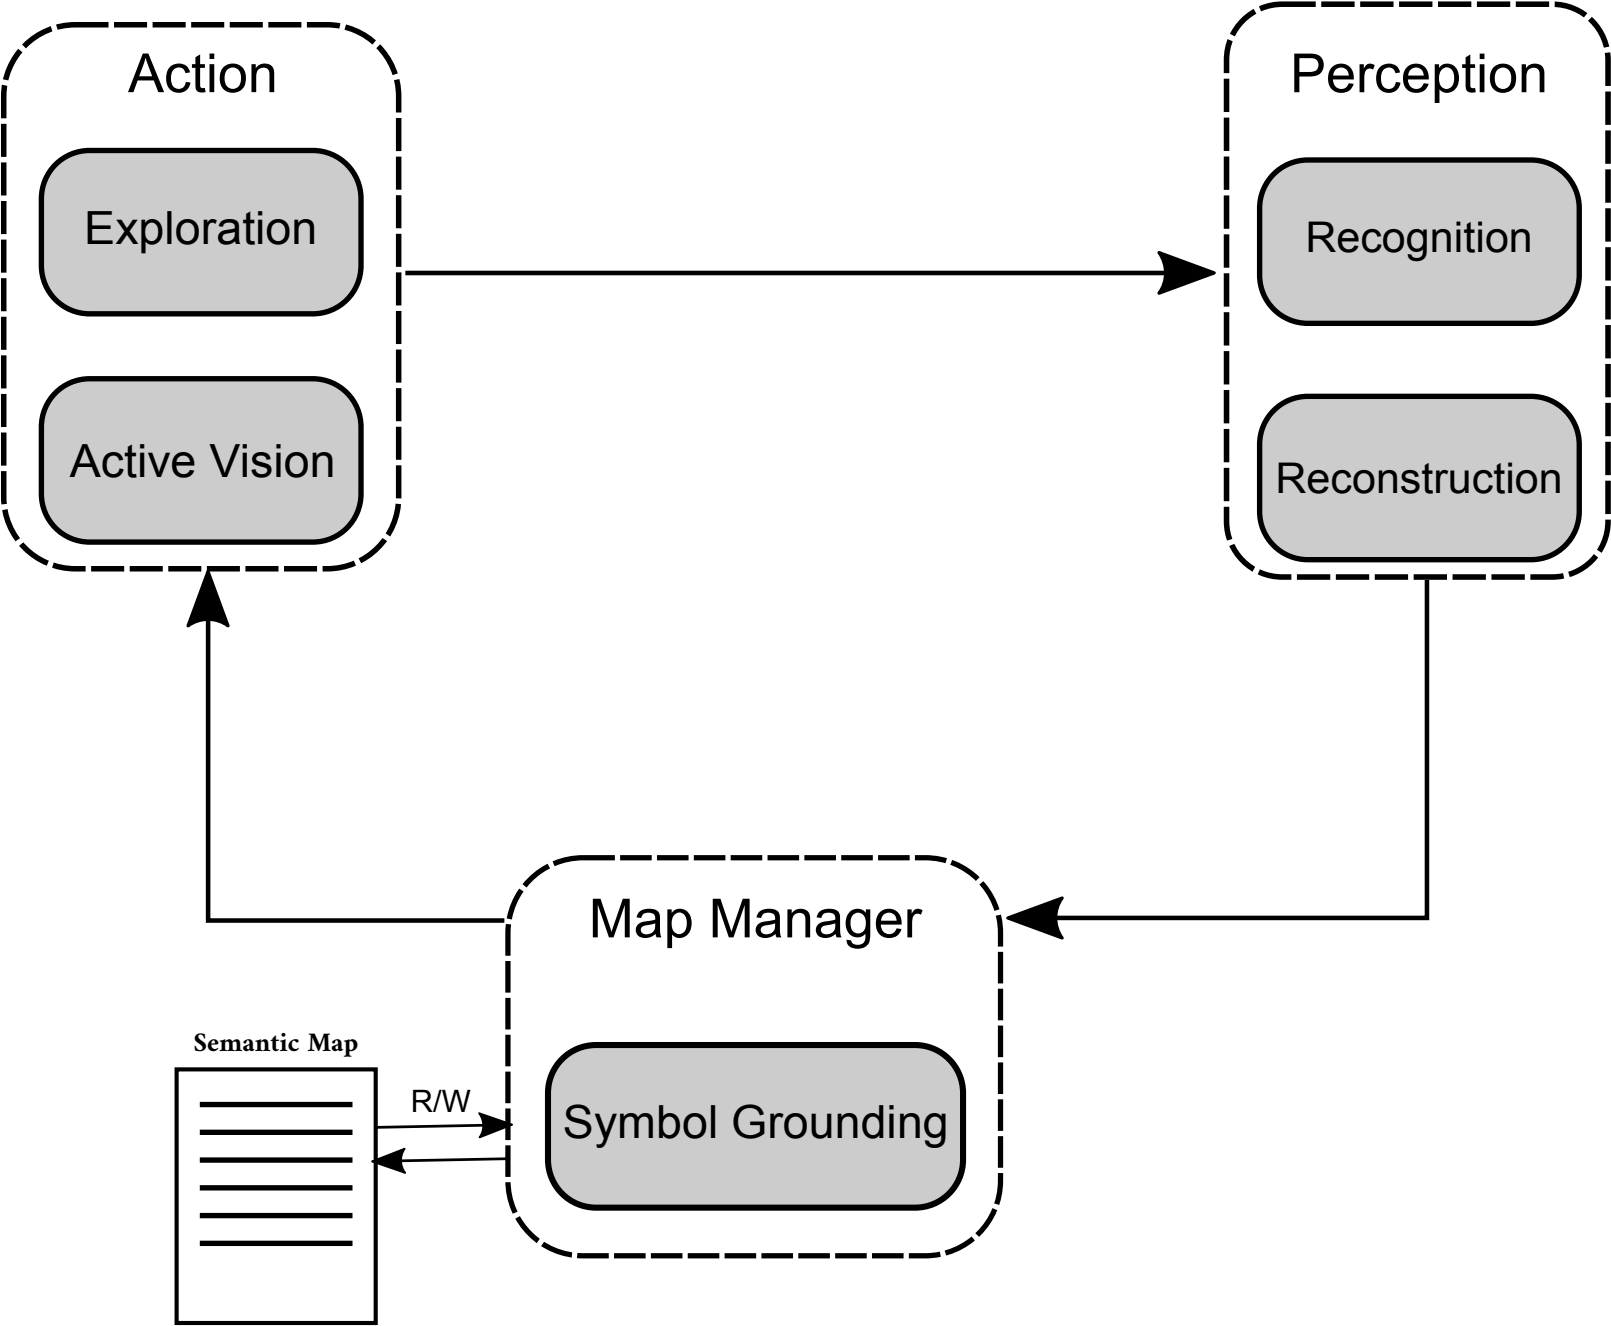 Action
Exploration
Active Vision
Perception
Recognition
Reconstruction
Map Manager
Symbol Grounding
Semantic Map
R/W